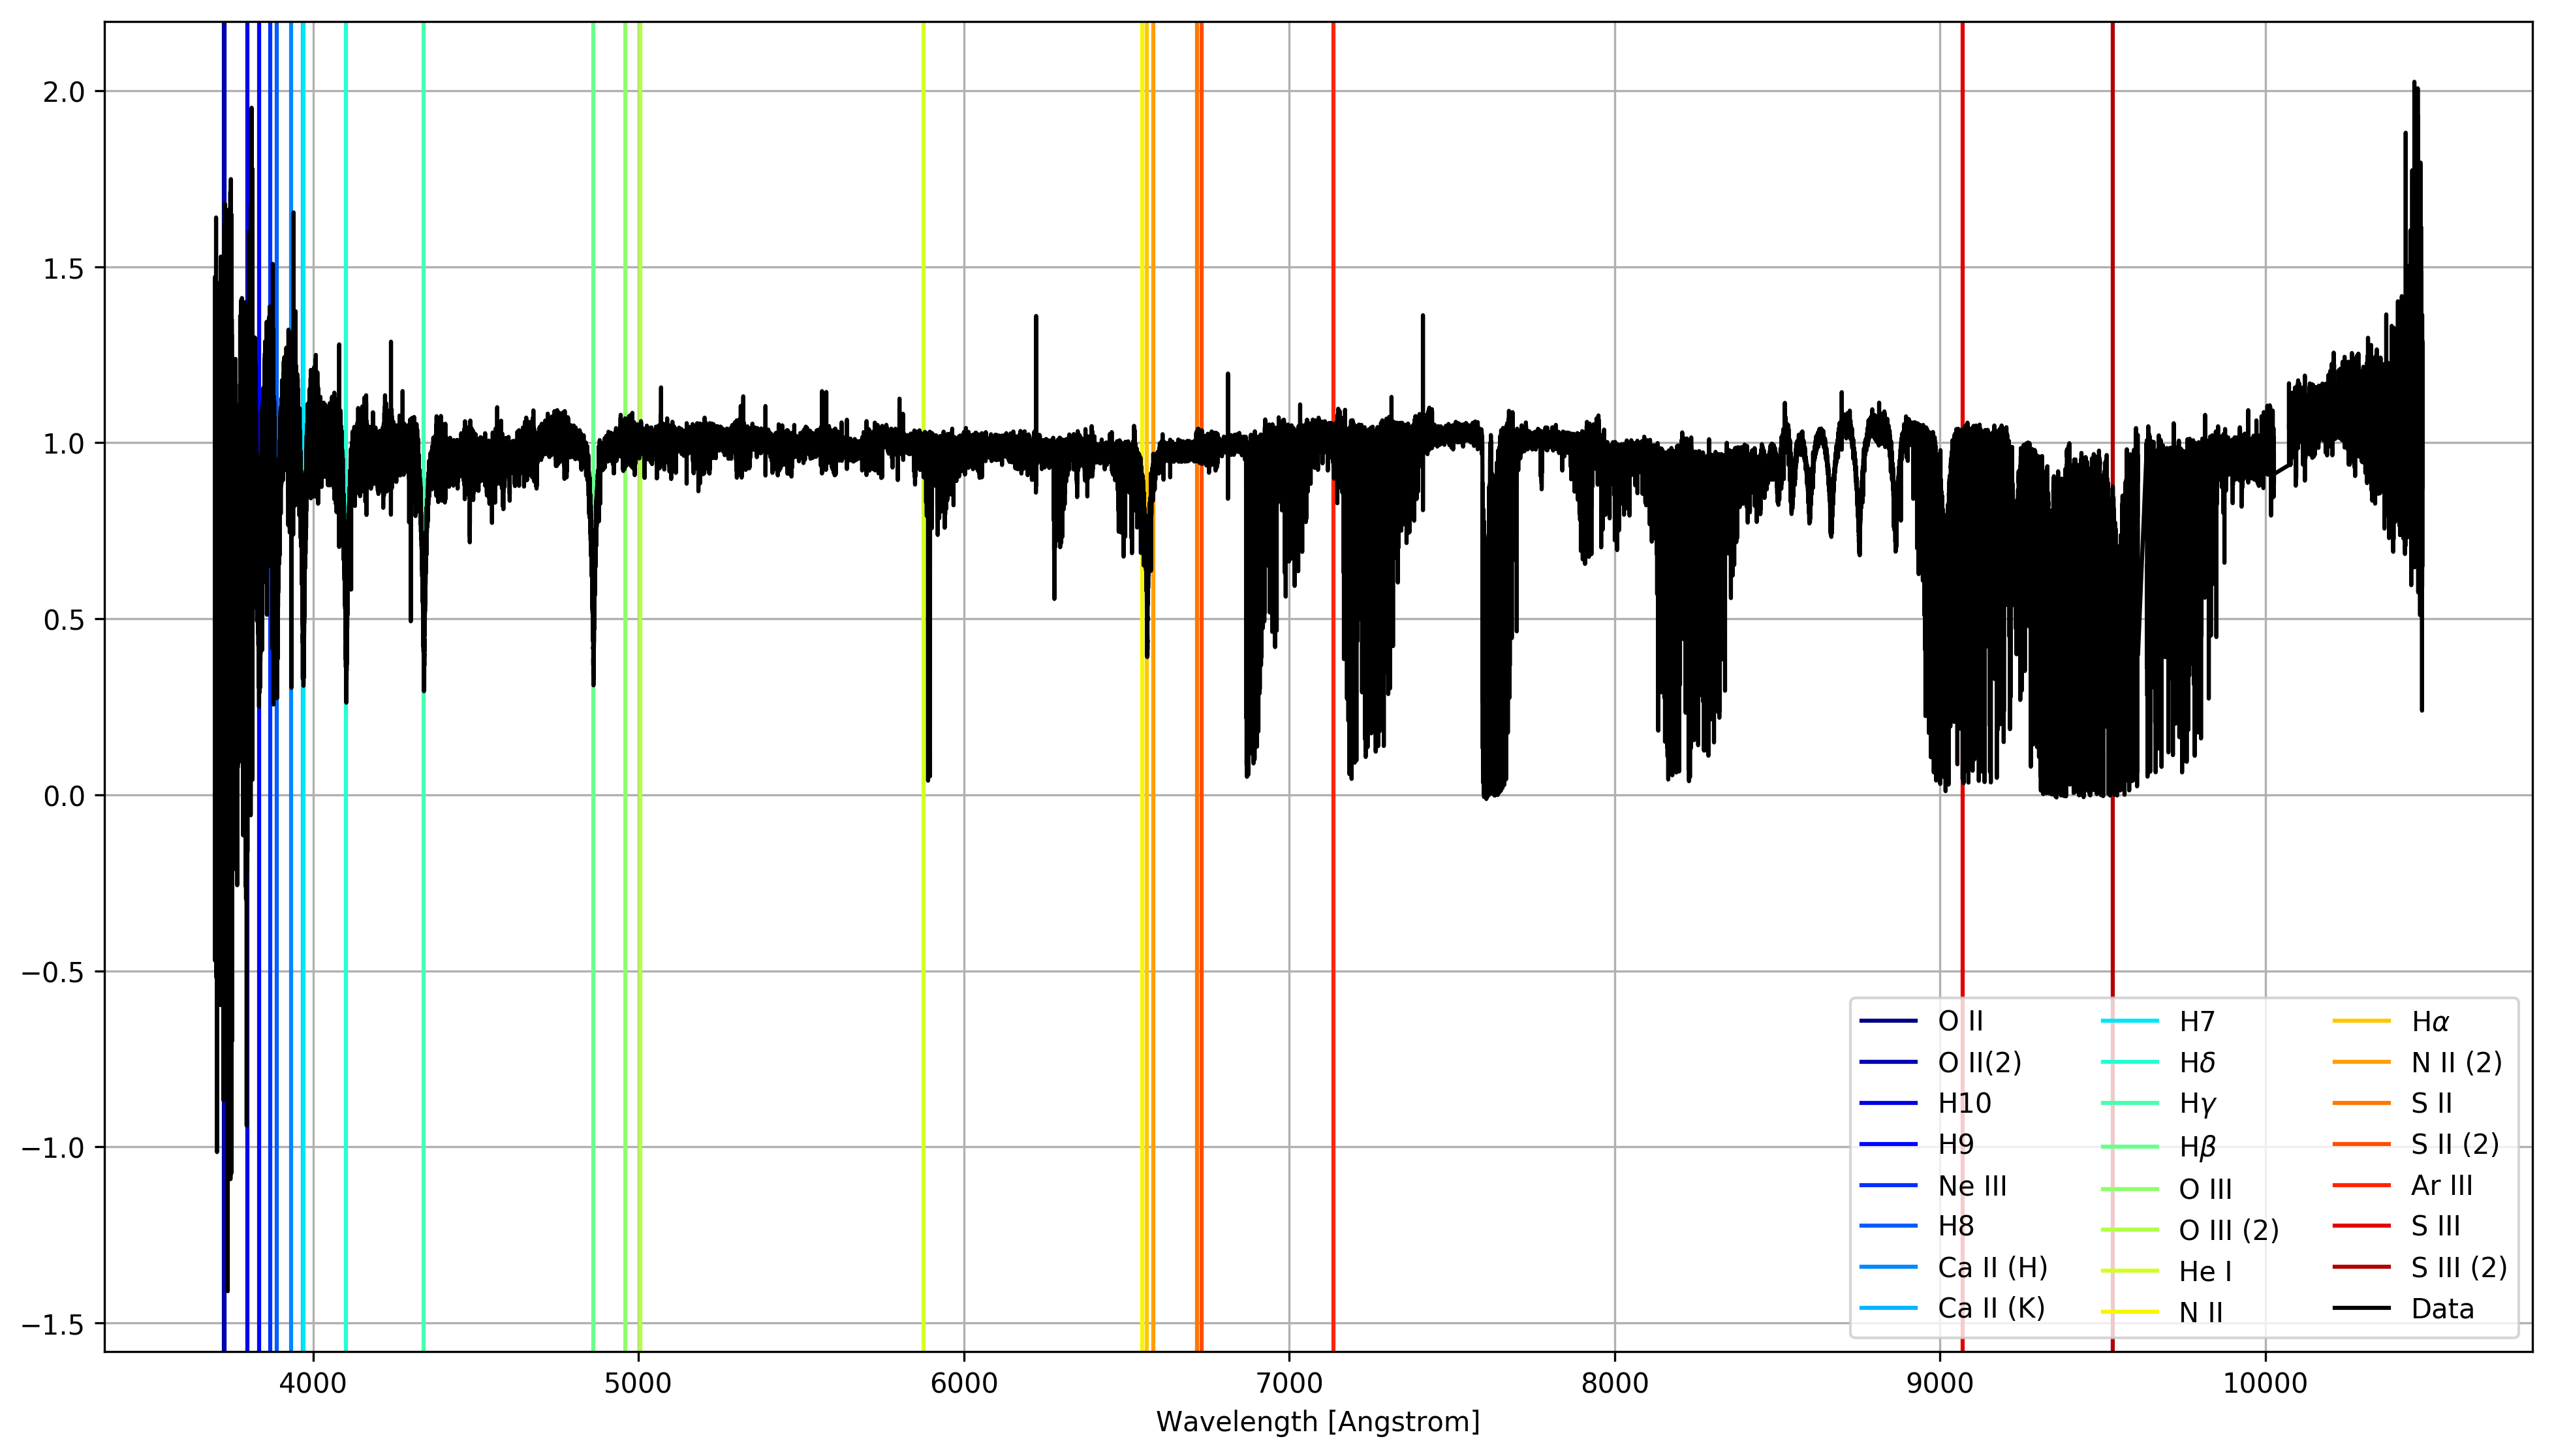 2.0
1.5
1.0
0.5
0.0
−0.5
−1.0
−1.5
4000 5000 6000 7000 8000 9000 10000
Wavelength [Angstrom]
O II
O II(2)
H10
H9
Ne III
H8
Ca II (H)
Ca II (K)
H7
Hδ
Hγ
Hβ
O III
O III (2)
He I
N II
Hα
N II (2)
S II
S II (2)
Ar III
S III
S III (2)
Data